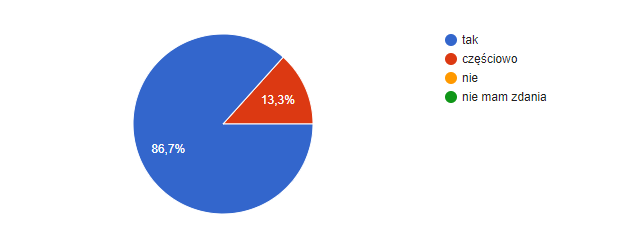 tak
częściowo
nie
nie mam zdania
13,3%
86,7%